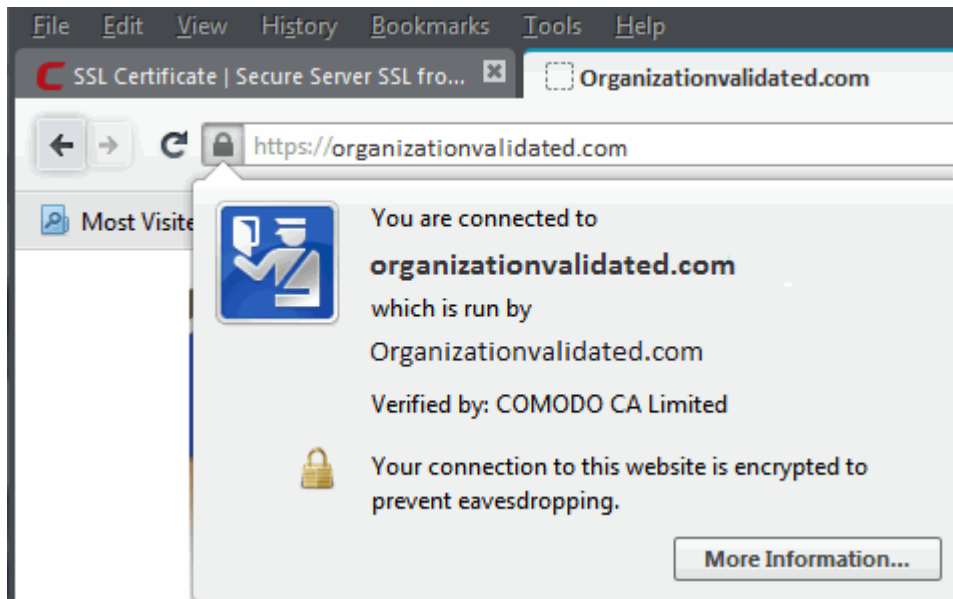 File Edit View History Bookmarks Tools Help
SSL Certificate | Secure Server SSL fro... Organizationvalidated.com
https://organizationvalidated.com
Most Visite
You are connected to
organizationvalidated.com
which is run by
Organizationvalidated.com
Verified by: COMODO CA Limited
Your connection to this website is encrypted to
prevent eavesdropping.
More Information...